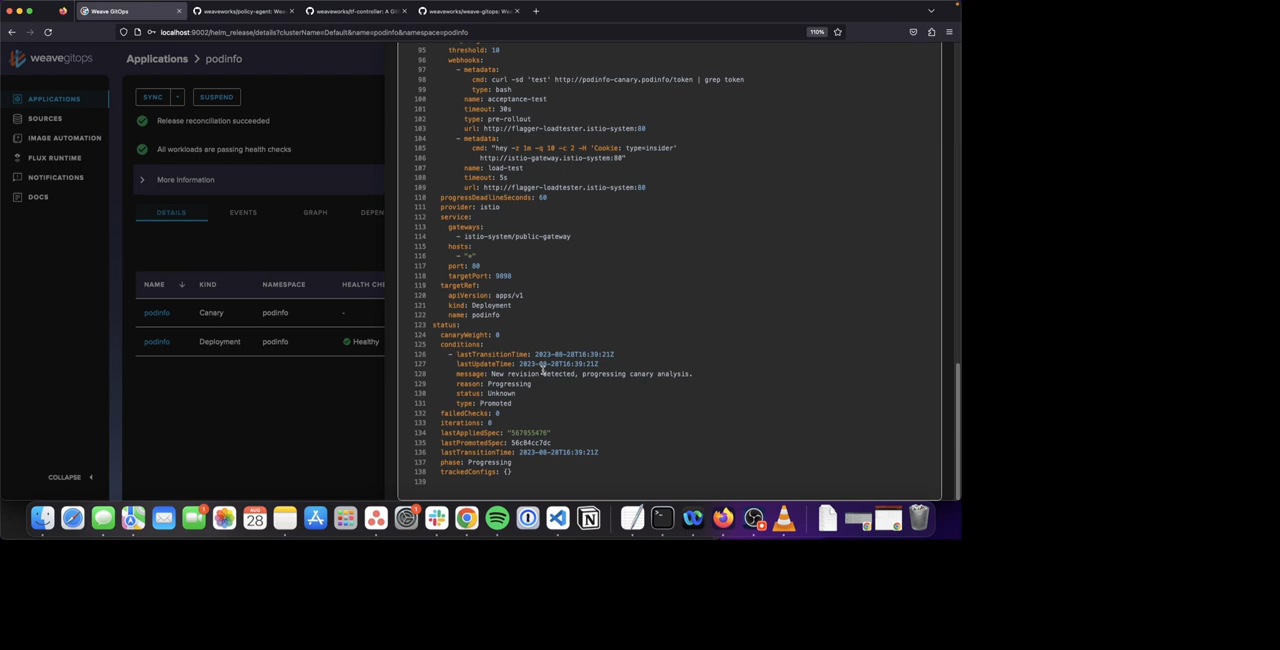 Weave GitOps
weaveworks/policy-agent: Wea
weaveworks/tf-controller: A Git
weaveworks/weave-gitops: We
localhost:9002/helm_release/details?clusterName=Default&name=podinfo&namespace=podinfo
110%
weavegitops
Applications > podinfo
APPLICATIONS
SOURCES
IMAGE AUTOMATION
FLUX RUNTIME
NOTIFICATIONS
DOCS
COLLAPSE
SYNC
SUSPEND
Release reconciliation succeeded
All workloads are passing health checks
More Information
DETAILS EVENTS GRAPH DEPEN
NAME KIND NAMESPACE HEALTH CHE
podinfo Canary podinfo -
podinfo Deployment podinfo Healthy
95 threshold: 10
96 webhooks:
97 - metadata:
98 cmd: curl -sd 'test' http://podinfo-canary.podinfo/token | grep token
99 type: bash
100 name: acceptance-test
101 timeout: 30s
102 type: pre-rollout
103 url: http://flagger-loadtester.istio-system:80
104 - metadata:
105 cmd: "hey -z 1m -q 10 -c 2 -H 'Cookie: type=insider'
106 http://istio-gateway.istio-system:80"
107 name: load-test
108 timeout: 5s
109 url: http://flagger-loadtester.istio-system:80
110 progressDeadlineSeconds: 60
111 provider: istio
112 service:
113 gateways:
114 - istio-system/public-gateway
115 hosts:
116 - "*"
117 port: 80
118 targetPort: 9898
119 targetRef:
120 apiVersion: apps/v1
121 kind: Deployment
122 name: podinfo
123 status:
124 canaryWeight: 0
125 conditions:
126 - lastTransitionTime: 2023-08-28T16:39:21Z
127 lastUpdateTime: 2023-08-28T16:39:21Z
128 message: New revision detected, progressing canary analysis.
129 reason: Progressing
130 status: Unknown
131 type: Promoted
132 failedChecks: 0
133 iterations: 0
134 lastAppliedSpec: "567955476"
135 lastPromotedSpec: 56c84cc7dc
136 lastTransitionTime: 2023-08-28T16:39:21Z
137 phase: Progressing
138 trackedConfigs: {}
139
AUG
28
1
1